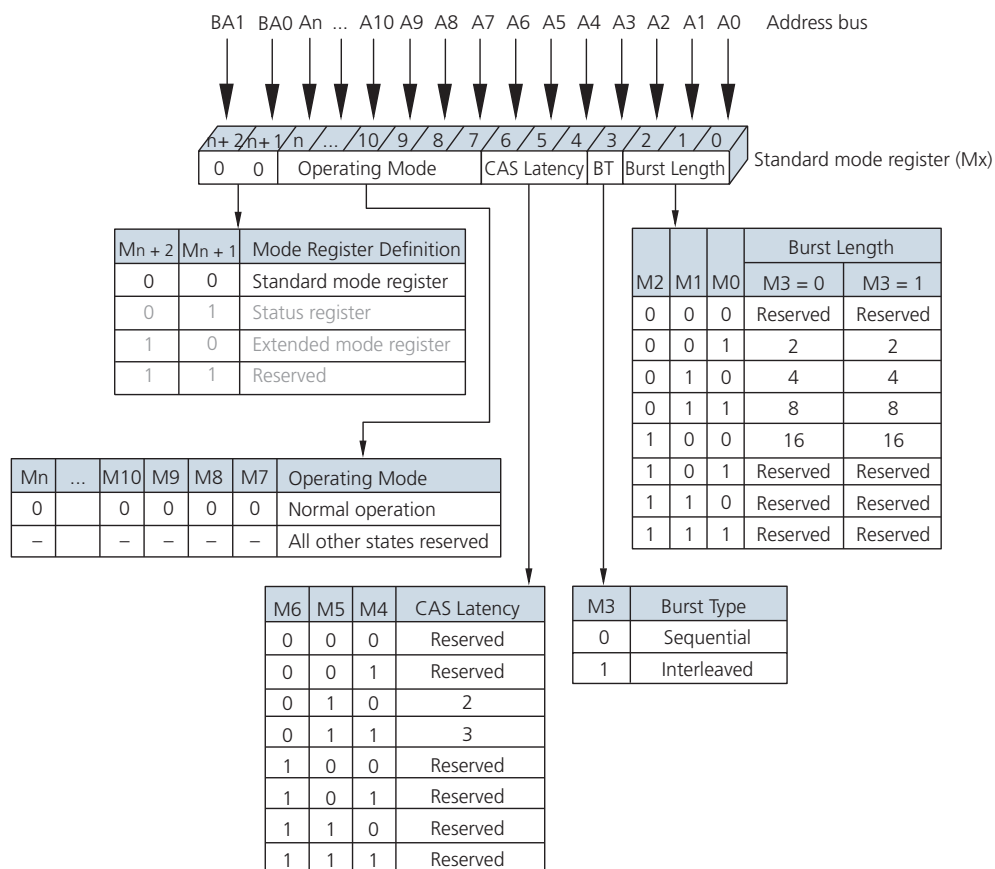 BA1 BA0 An ... A10 A9 A8 A7 A6 A5 A4 A3 A2 A1 A0 Address bus
n+ 2 n+ 1 n ... 10 9 8 7 6 5 4 3 2 1 0
0 0 Operating Mode CAS Latency BT Burst Length
Standard mode register (Mx)
Mn + 2 Mn + 1 Mode Register Definition
0 0 Standard mode register
0 1 Status register
1 0 Extended mode register
1 1 Reserved
Burst Length
M2 M1 M0 M3 = 0 M3 = 1
0 0 0 Reserved Reserved
0 0 1 2 2
0 1 0 4 4
0 1 1 8 8
1 0 0 16 16
1 0 1 Reserved Reserved
1 1 0 Reserved Reserved
1 1 1 Reserved Reserved
Mn ... M10 M9 M8 M7 Operating Mode
0 0 0 0 0 Normal operation
– – – – – All other states reserved
M6 M5 M4 CAS Latency
0 0 0 Reserved
0 0 1 Reserved
0 1 0 2
0 1 1 3
1 0 0 Reserved
1 0 1 Reserved
1 1 0 Reserved
1 1 1 Reserved
M3 Burst Type
0 Sequential
1 Interleaved